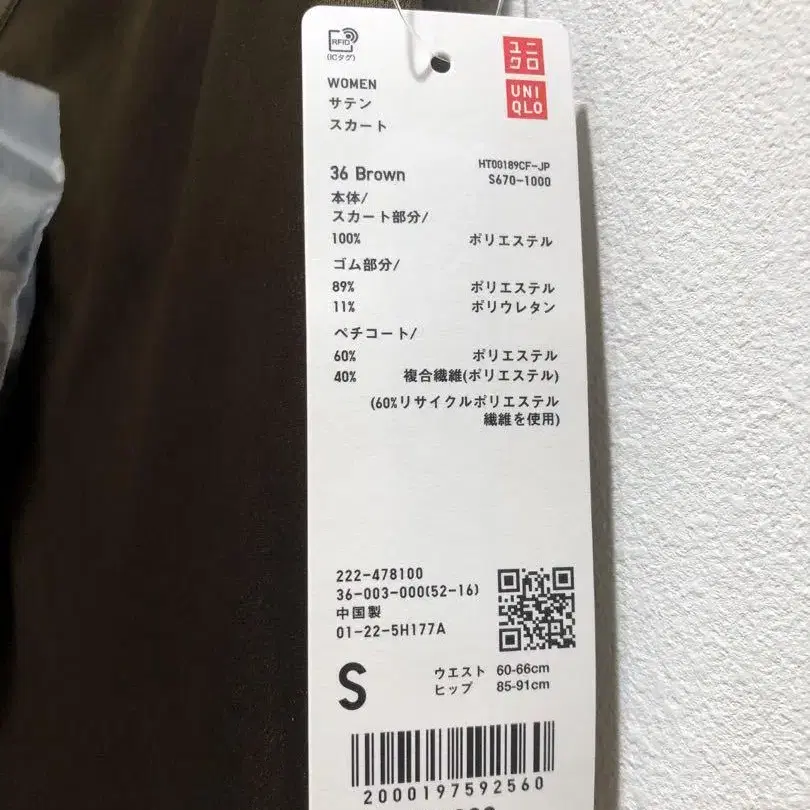 RFID
(ICタグ)
ユニクロ
UNIQLO
WOMEN
サテン
スカート
36 Brown
HT00189CF-JP
S670-1000
本体/
スカート部分/
100% ポリエステル
ゴム部分/
89% ポリエステル
11% ポリウレタン
ペチコート/
60% ポリエステル
40% 複合繊維(ポリエステル)
(60%リサイクルポリエステル
繊維を使用)
222-478100
36-003-000(52-16)
中国製
01-22-5H177A
S
ウエスト 60-66cm
ヒップ 85-91cm
2000197592560